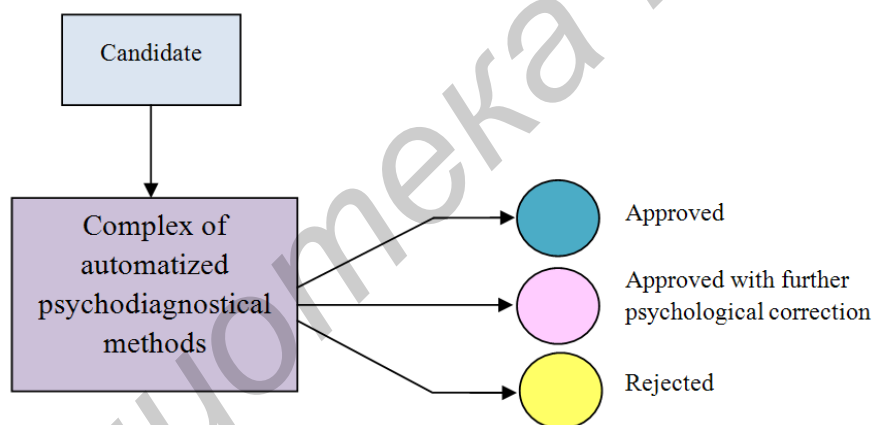 Candidate
Complex of
automatized
psychodiagnostical
methods
Approved
Approved with further
psychological correction
Rejected